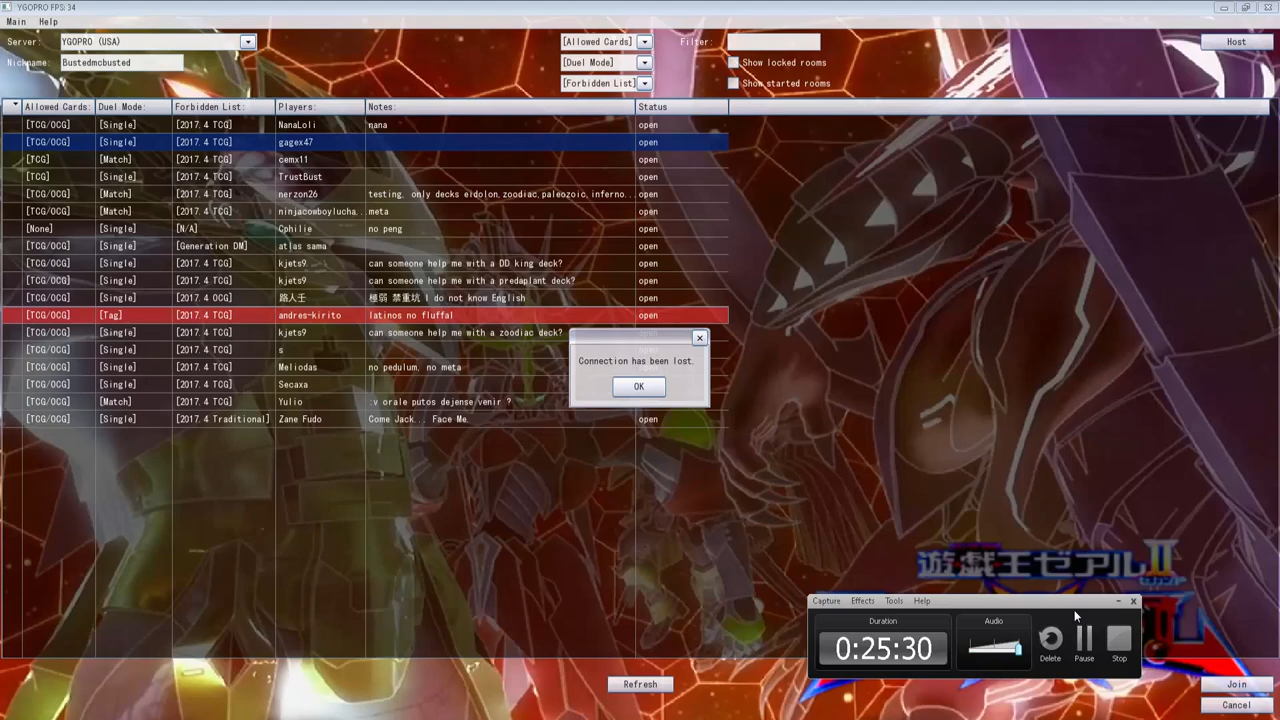 YGOPRO FPS: 34
Main Help
Server: YGOPRO (USA) [Allowed Cards] Filter: Host
Nickname: Bustedmcbusted [Duel Mode] Show locked rooms
[Forbidden List] Show started rooms
Allowed Cards: Duel Mode: Forbidden List: Players: Notes: Status
[TCG/OCG] [Single] [2017. 4 TCG] NanaLoli nana open
[TCG/OCG] [Single] [2017. 4 TCG] gagex47 open
[TCG] [Match] [2017. 4 TCG] cemx11 open
[TCG] [Single] [2017. 4 TCG] TrustBust open
[TCG/OCG] [Match] [2017. 4 TCG] nerzon26 testing, only decks eidolon,zoodiac,paleozoic, inferno... open
[TCG/OCG] [Match] [2017. 4 TCG] ninjacowboylucha... meta open
[None] [Single] [N/A] Cphilie no peng open
[TCG/OCG] [Single] [Generation DM] atlas sama open
[TCG/OCG] [Single] [2017. 4 TCG] kjets9 can someone help me with a DD king deck? open
[TCG/OCG] [Single] [2017. 4 TCG] kjets9 can someone help me with a predaplant deck? open
[TCG/OCG] [Single] [2017. 4 OCG] 路人壬 極弱 禁重坑 I do not know English open
[TCG/OCG] [Tag] [2017. 4 TCG] andres-kirito latinos no fluffal open
[TCG/OCG] [Single] [2017. 4 TCG] kjets9 can someone help me with a zoodiac deck?
[TCG/OCG] [Single] [2017. 4 TCG] s
[TCG/OCG] [Single] [2017. 4 TCG] Meliodas no pedulum, no meta
[TCG/OCG] [Single] [2017. 4 TCG] Secaxa
[TCG/OCG] [Match] [2017. 4 TCG] Yulio :v orale putos dejense venir ?
[TCG/OCG] [Single] [2017. 4 Traditional] Zane Fudo Come Jack... Face Me. open
Connection has been lost.
OK
遊戯王ゼアルII
セカンド
Capture Effects Tools Help
Duration Audio
0:25:30
Delete Pause Stop
Refresh Join
Cancel